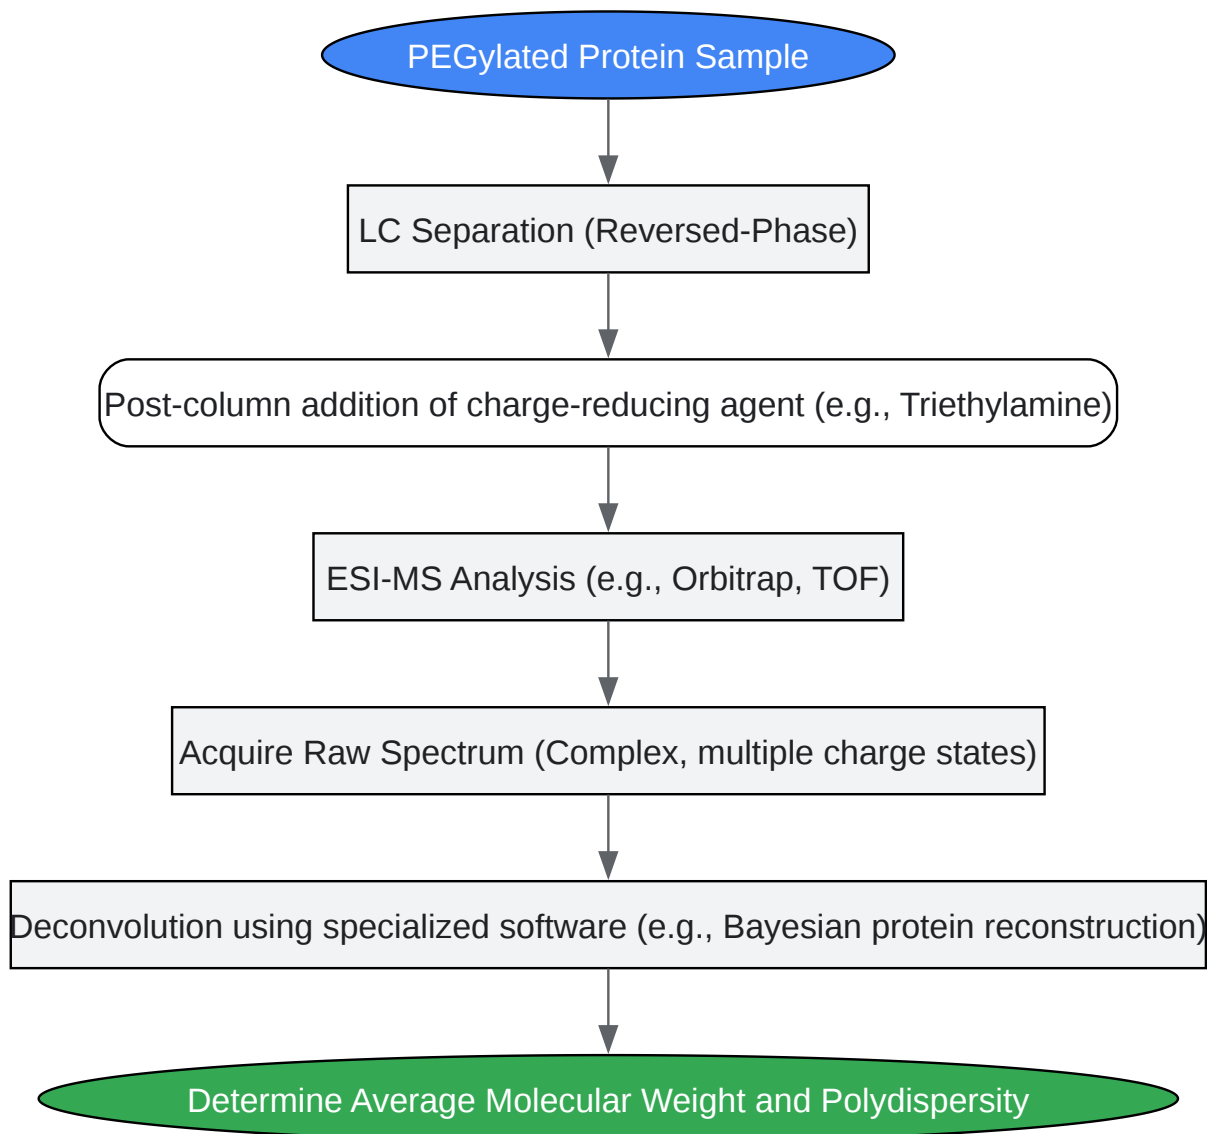 PEGylated Protein Sample
LC Separation (Reversed-Phase)
Post-column addition of charge-reducing agent (e.g., Triethylamine)
ESI-MS Analysis (e.g., Orbitrap, TOF)
Acquire Raw Spectrum (Complex, multiple charge states)
Deconvolution using specialized software (e.g., Bayesian protein reconstruction)
Determine Average Molecular Weight and Polydispersity